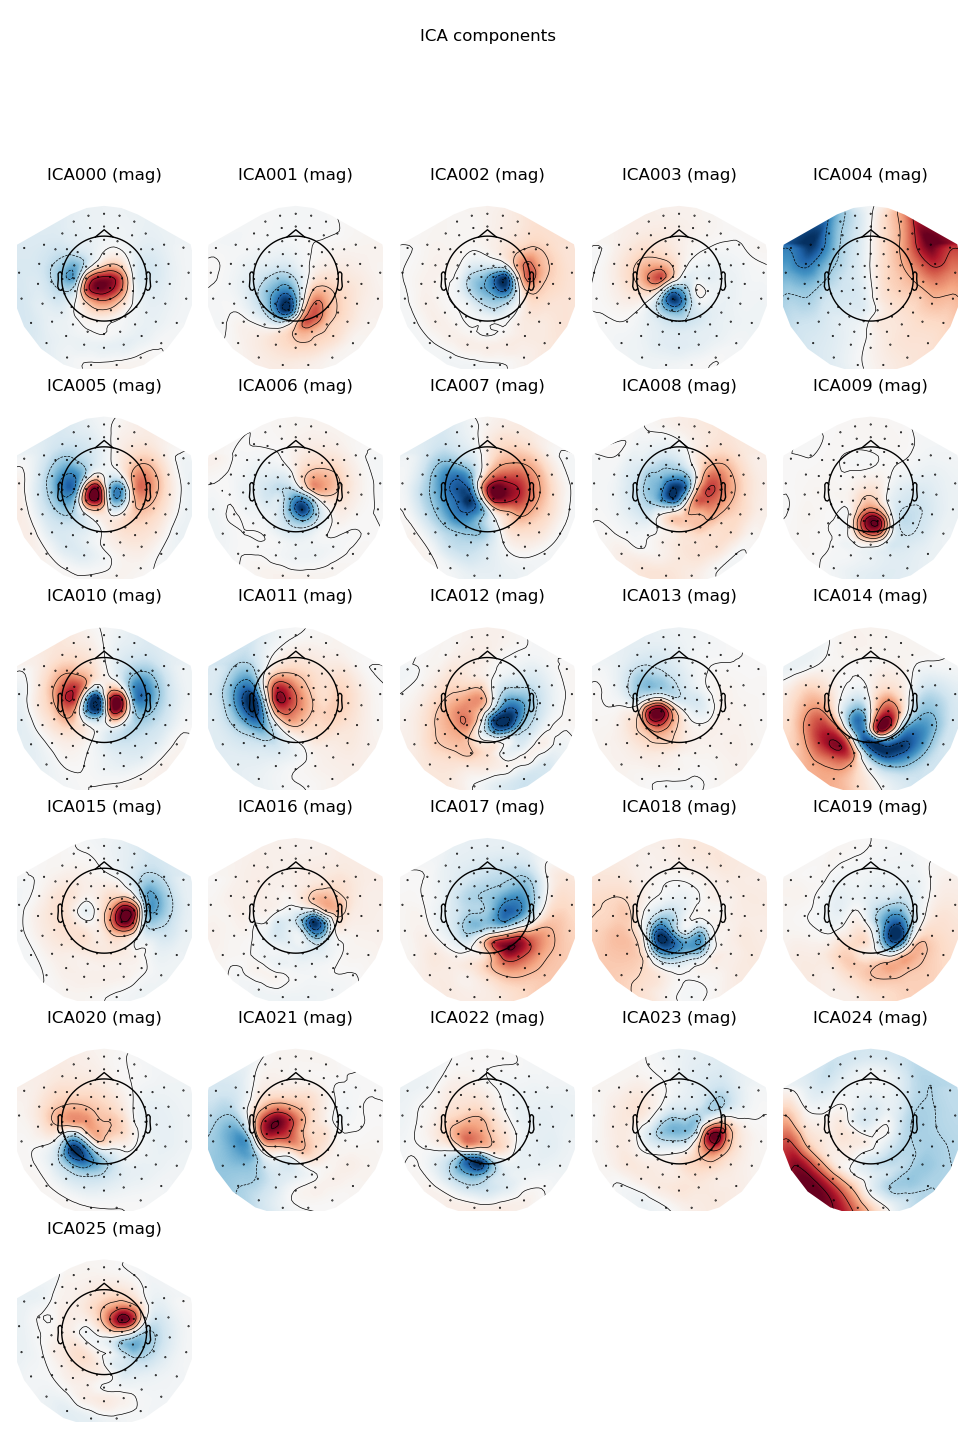 ICA components
ICA000 (mag) ICA001 (mag) ICA002 (mag) ICA003 (mag) ICA004 (mag)
ICA005 (mag) ICA006 (mag) ICA007 (mag) ICA008 (mag) ICA009 (mag)
ICA010 (mag) ICA011 (mag) ICA012 (mag) ICA013 (mag) ICA014 (mag)
ICA015 (mag) ICA016 (mag) ICA017 (mag) ICA018 (mag) ICA019 (mag)
ICA020 (mag) ICA021 (mag) ICA022 (mag) ICA023 (mag) ICA024 (mag)
ICA025 (mag)